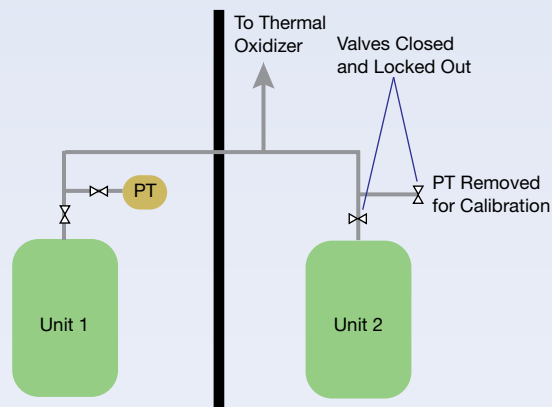 To Thermal
Oxidizer
Valves Closed
and Locked Out
PT
PT Removed
for Calibration
Unit 1
Unit 2